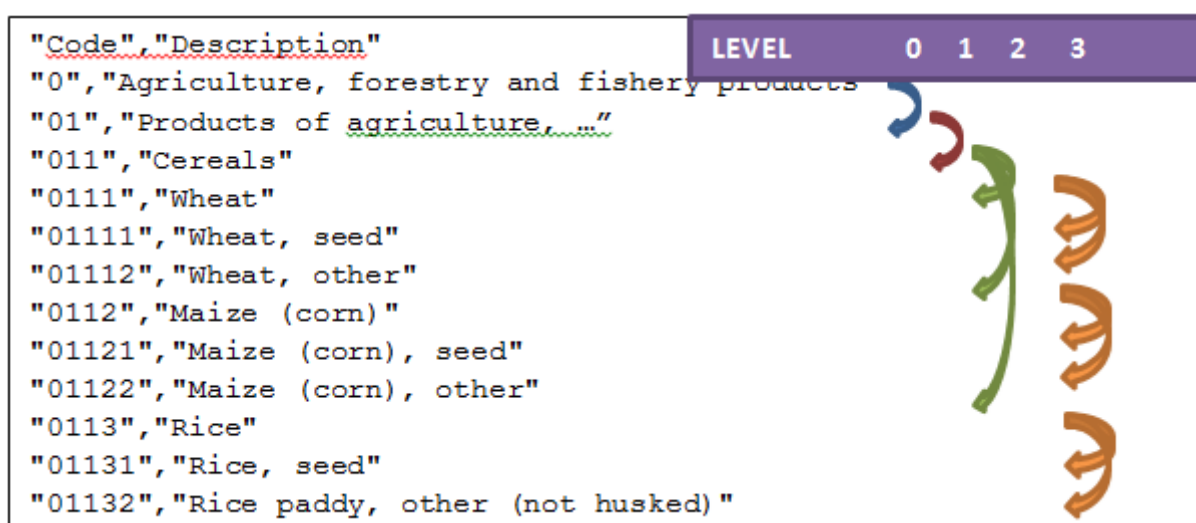 "Code","Description"
LEVEL 0 1 2 3
"0","Agriculture, forestry and fishery products
"01","Products of agriculture, …”
"011","Cereals"
"0111","Wheat"
"01111","Wheat, seed"
"01112","Wheat, other"
"0112","Maize (corn)"
"01121","Maize (corn), seed"
"01122","Maize (corn), other"
"0113","Rice"
"01131","Rice, seed"
"01132","Rice paddy, other (not husked)"